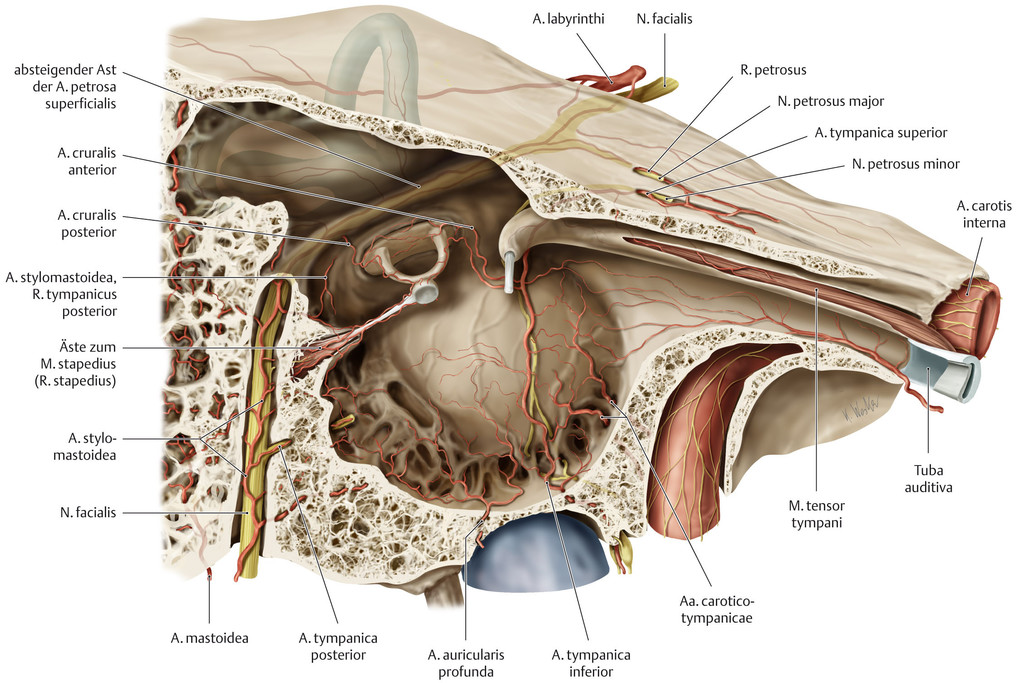 A. labyrinthi
N. facialis
absteigender Ast
der A. petrosa
superficialis
R. petrosus
N. petrosus major
A. tympanica superior
N. petrosus minor
A. cruralis
anterior
A. carotis
interna
A. cruralis
posterior
A. stylomastoidea,
R. tympanicus
posterior
Äste zum
M. stapedius
(R. stapedius)
A. stylo-
mastoidea
N. facialis
Tuba
auditiva
M. tensor
tympani
Aa. carotico-
tympanicae
A. mastoidea
A. tympanica
posterior
A. auricularis
profunda
A. tympanica
inferior